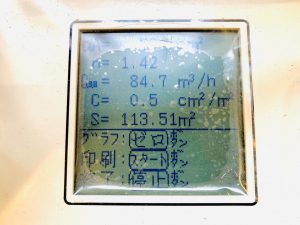 n= 1.42
= 84.7 m³/h
C= 0.5 cm²/m²
S= 113.51m²
グラフ:ゼロボタン
印刷:スタートボタン
:停止ボタン